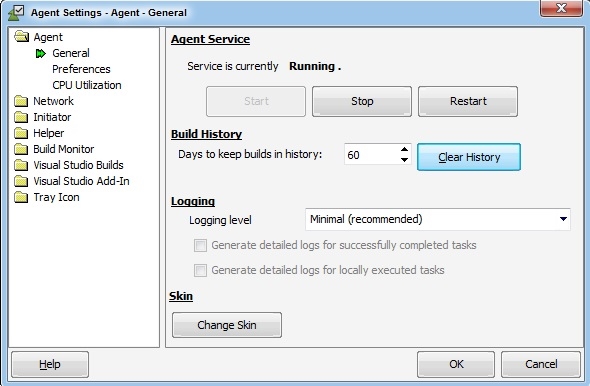 Agent Settings - Agent - General
Agent
General
Preferences
CPU Utilization
Network
Initiator
Helper
Build Monitor
Visual Studio Builds
Visual Studio Add-In
Tray Icon
Agent Service
Service is currently Running .
Start Stop Restart
Build History
Days to keep builds in history: 60 Clear History
Logging
Logging level Minimal (recommended)
Generate detailed logs for successfully completed tasks
Generate detailed logs for locally executed tasks
Skin
Change Skin
Help OK Cancel